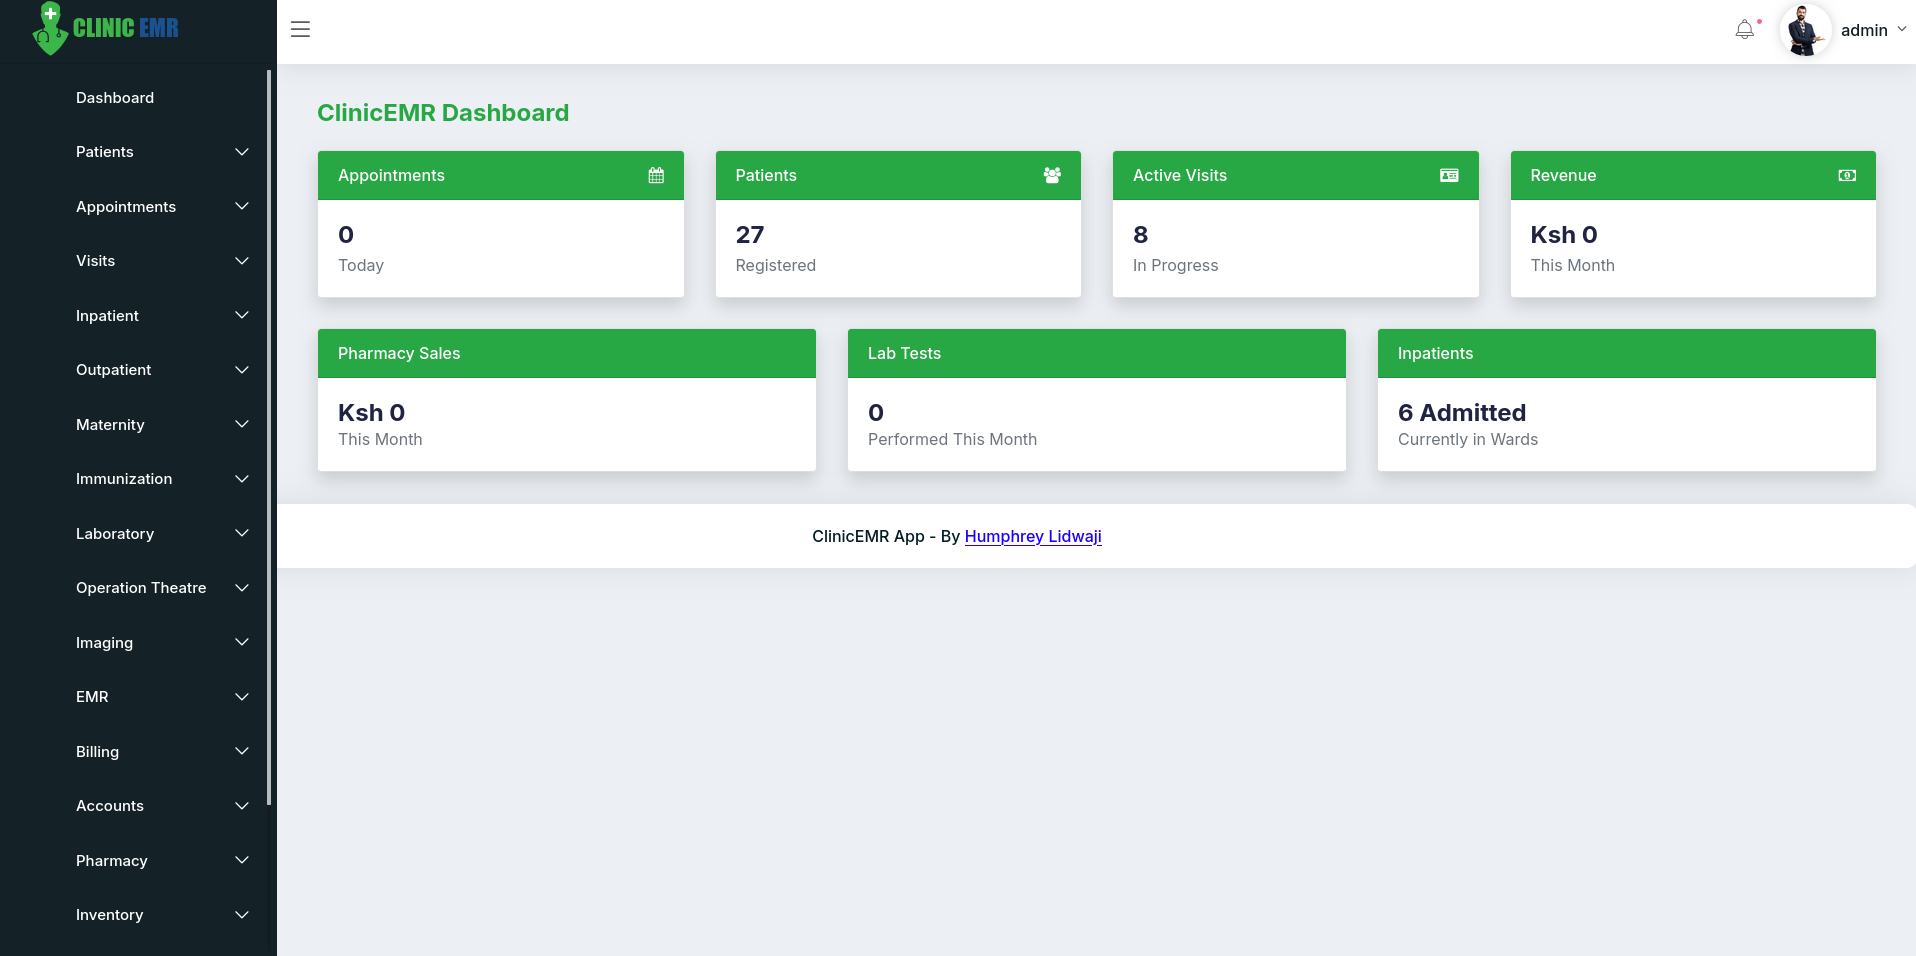 CLINIC EMR
admin
Dashboard
Patients
Appointments
Visits
Inpatient
Outpatient
Maternity
Immunization
Laboratory
Operation Theatre
Imaging
EMR
Billing
Accounts
Pharmacy
Inventory
ClinicEMR Dashboard
Appointments
0
Today
Patients
27
Registered
Active Visits
8
In Progress
Revenue
Ksh 0
This Month
Pharmacy Sales
Ksh 0
This Month
Lab Tests
0
Performed This Month
Inpatients
6 Admitted
Currently in Wards
ClinicEMR App - By Humphrey Lidwaji